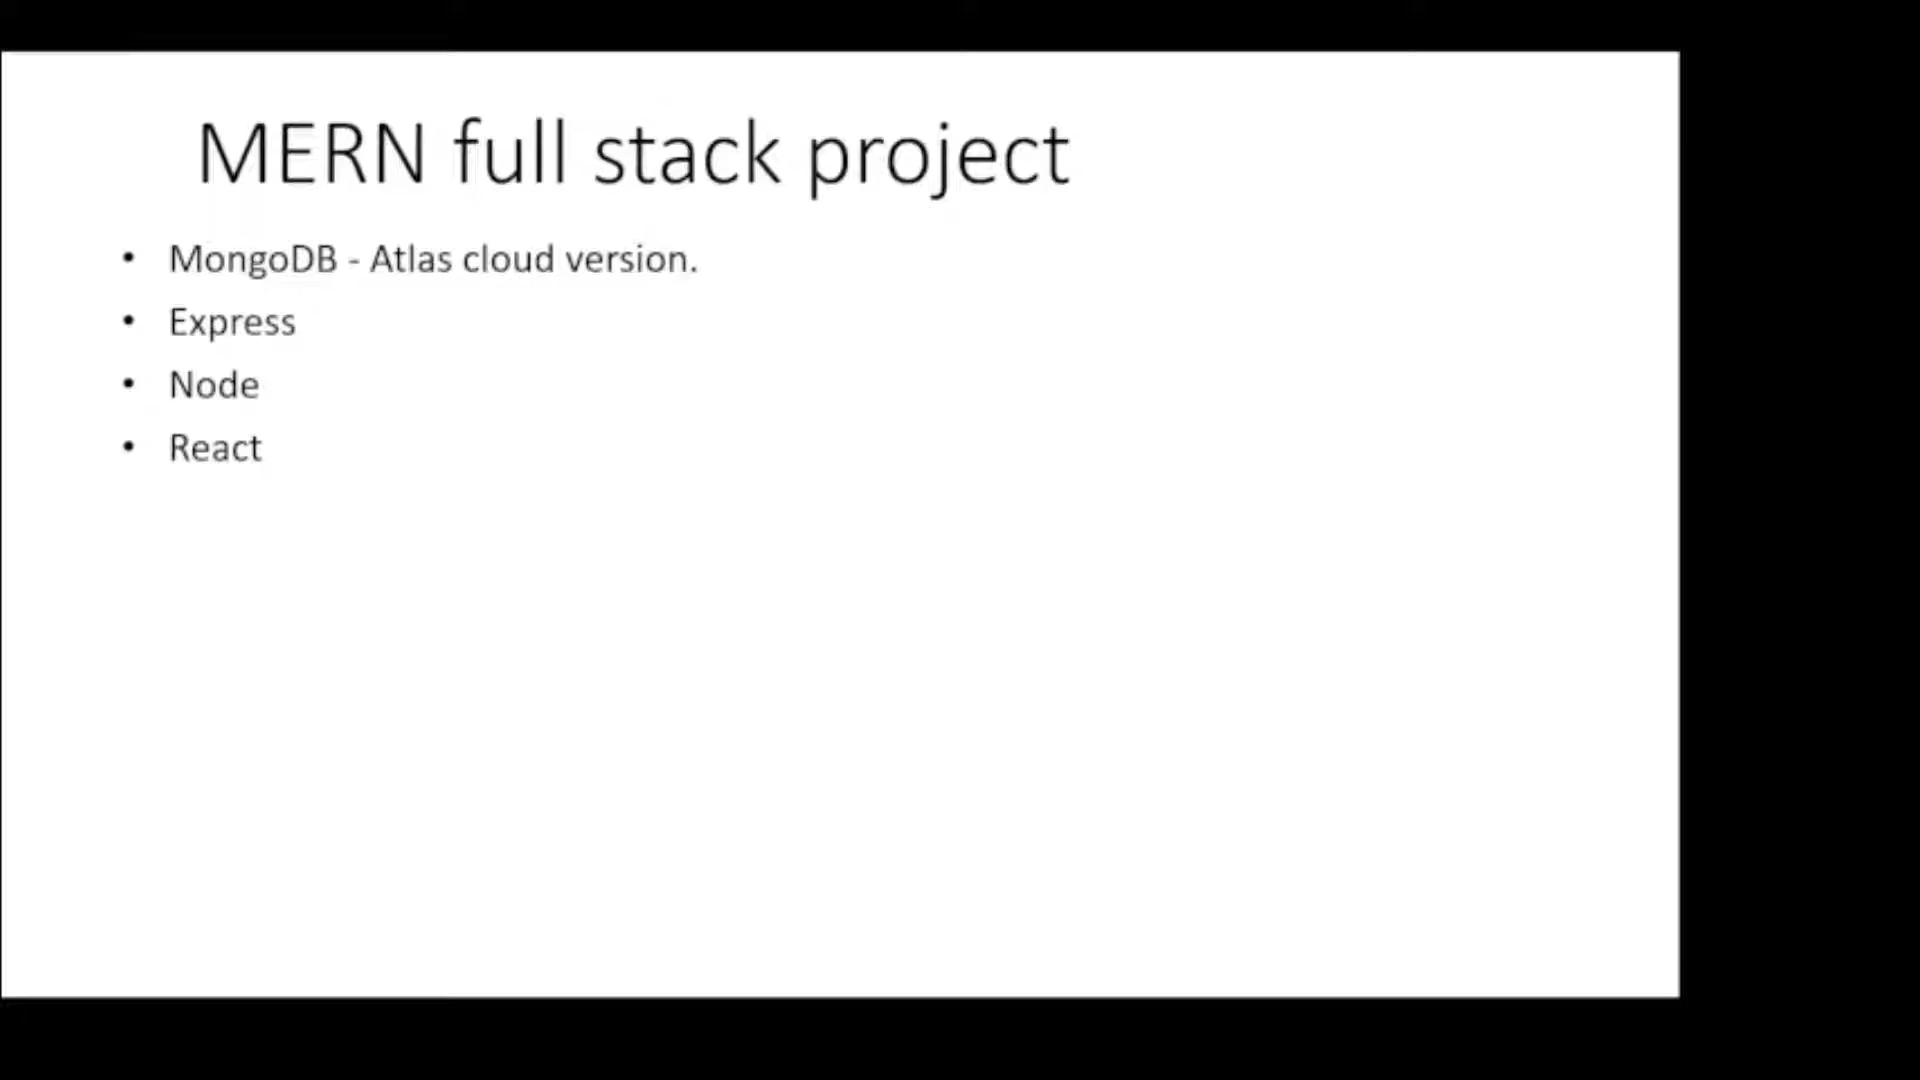 MERN full stack project
• MongoDB - Atlas cloud version.
• Express
• Node
• React